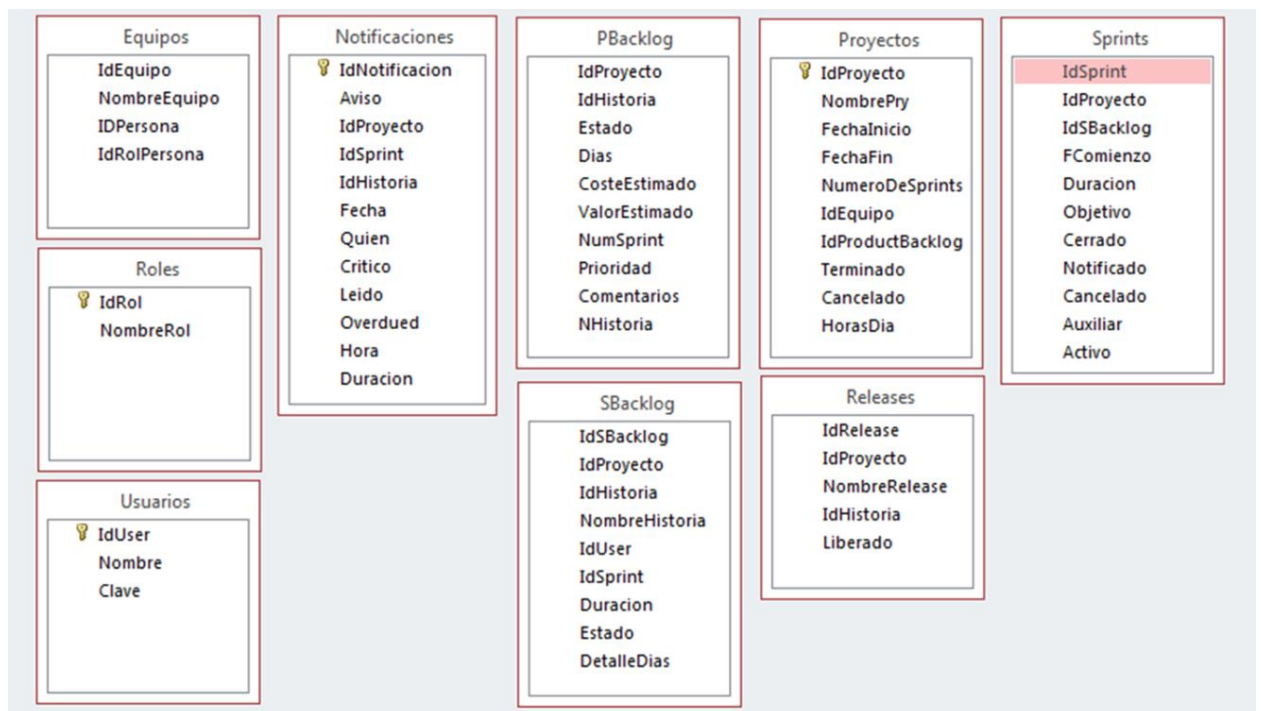 Equipos
IdEquipo
NombreEquipo
IDPersona
IdRolPersona
Roles
IdRol
NombreRol
Usuarios
IdUser
Nombre
Clave
Notificaciones
IdNotificacion
Aviso
IdProyecto
IdSprint
IdHistoria
Fecha
Quien
Critico
Leido
Overdued
Hora
Duracion
PBacklog
IdProyecto
IdHistoria
Estado
Dias
CosteEstimado
ValorEstimado
NumSprint
Prioridad
Comentarios
NHistoria
SBacklog
IdSBacklog
IdProyecto
IdHistoria
NombreHistoria
IdUser
IdSprint
Duracion
Estado
DetalleDias
Proyectos
IdProyecto
NombrePry
FechaInicio
FechaFin
NumeroDeSprints
IdEquipo
IdProductBacklog
Terminado
Cancelado
HorasDia
Releases
IdRelease
IdProyecto
NombreRelease
IdHistoria
Liberado
Sprints
IdSprint
IdProyecto
IdSBacklog
FComienzo
Duracion
Objetivo
Cerrado
Notificado
Cancelado
Auxiliar
Activo